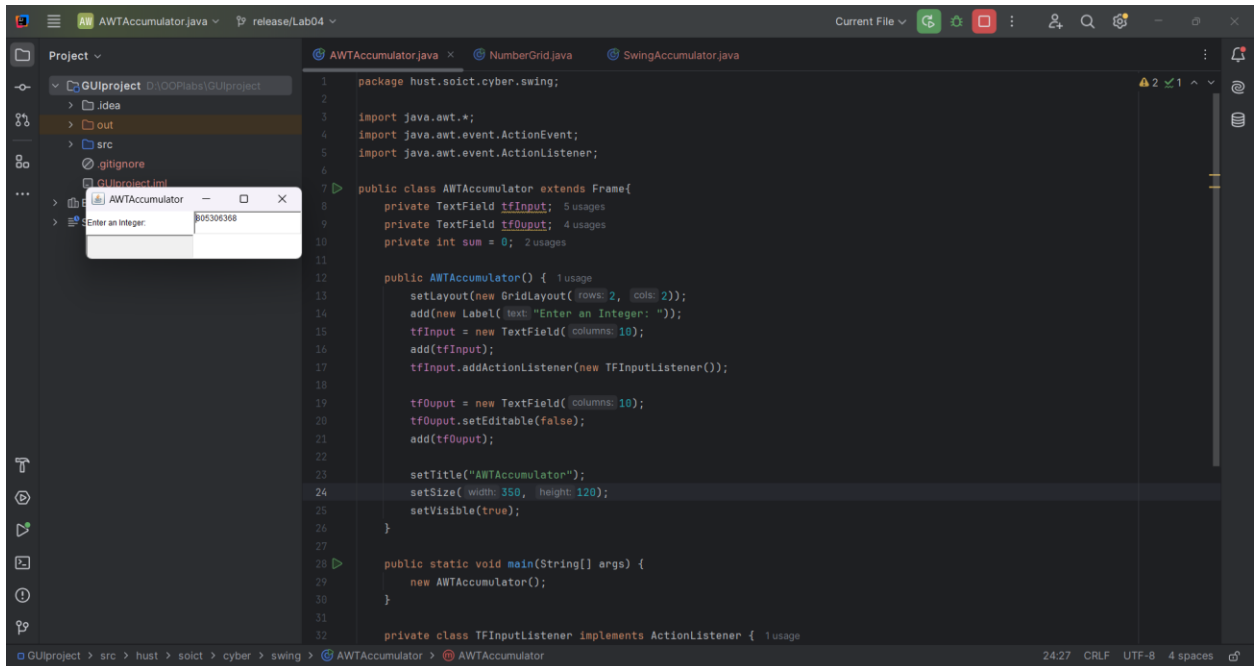 AW AWTAccumulator.java release/Lab04 Current File
Project
AWTAccumulator.java NumberGrid.java SwingAccumulator.java
GUIproject D:\OOPlabs\GUIproject
.idea
out
src
.gitignore
GUIproject.iml
AWTAccumulator
Enter an Integer: 805306368
2 1
1 package hust.soict.cyber.swing;
2
3 import java.awt.*;
4 import java.awt.event.ActionEvent;
5 import java.awt.event.ActionListener;
6
7 public class AWTAccumulator extends Frame{
8 private TextField tfInput; 5 usages
9 private TextField tfOuput; 4 usages
10 private int sum = 0; 2 usages
11
12 public AWTAccumulator() { 1 usage
13 setLayout(new GridLayout( rows: 2, cols: 2));
14 add(new Label( text: "Enter an Integer: "));
15 tfInput = new TextField( columns: 10);
16 add(tfInput);
17 tfInput.addActionListener(new TFInputListener());
18
19 tfOuput = new TextField( columns: 10);
20 tfOuput.setEditable(false);
21 add(tfOuput);
22
23 setTitle("AWTAccumulator");
24 setSize( width: 350, height: 120);
25 setVisible(true);
26 }
27
28 public static void main(String[] args) {
29 new AWTAccumulator();
30 }
31
32 private class TFInputListener implements ActionListener { 1 usage
GUIproject > src > hust > soict > cyber > swing > AWTAccumulator > AWTAccumulator 24:27 CRLF UTF-8 4 spaces